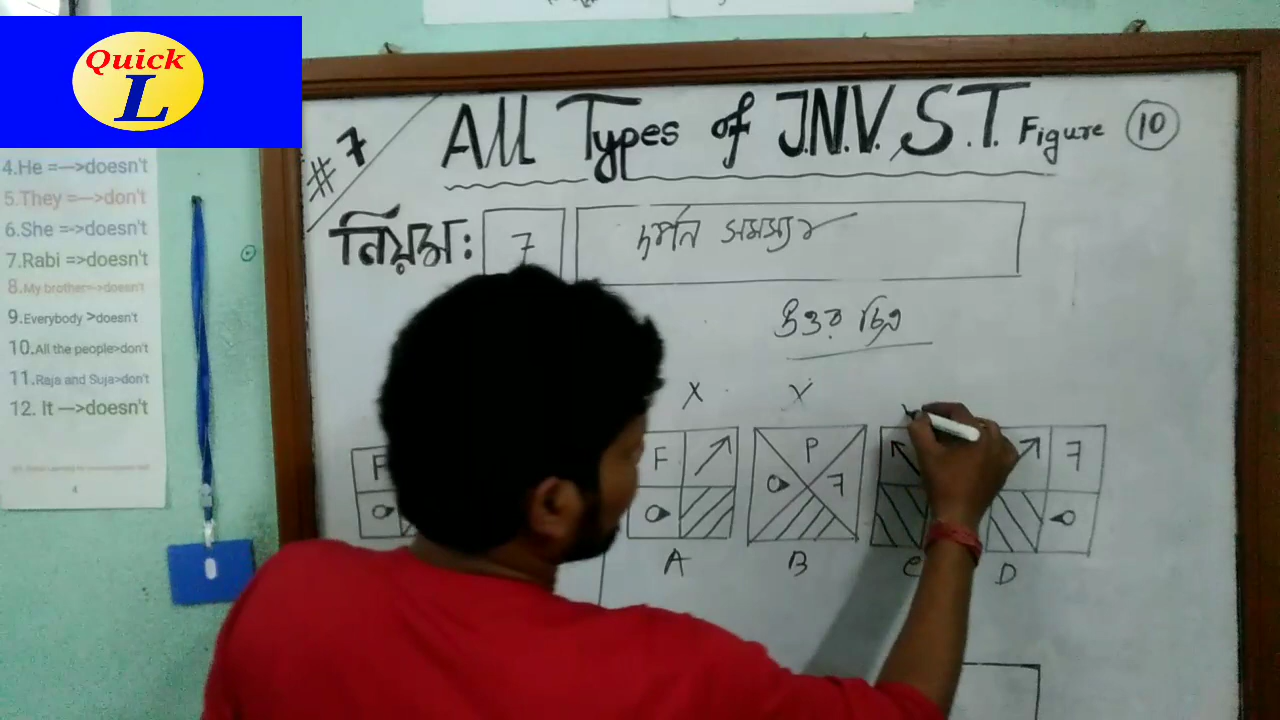 Quick
L
4.He =–->doesn't
5.They =–->don't
6.She =->doesn't
7.Rabi =>doesn't
8.My brother=->doesn't
9.Everybody >doesn't
10.All the people>don't
11.Raja and Suja>don't
12. It –->doesn't
4
# 7
All Types of J.N.V.S.T. Figure 10
নিয়ম: 7 দর্পন সমস্যা
উত্তর চিত্র
X X
F F P 7 7
A B C D